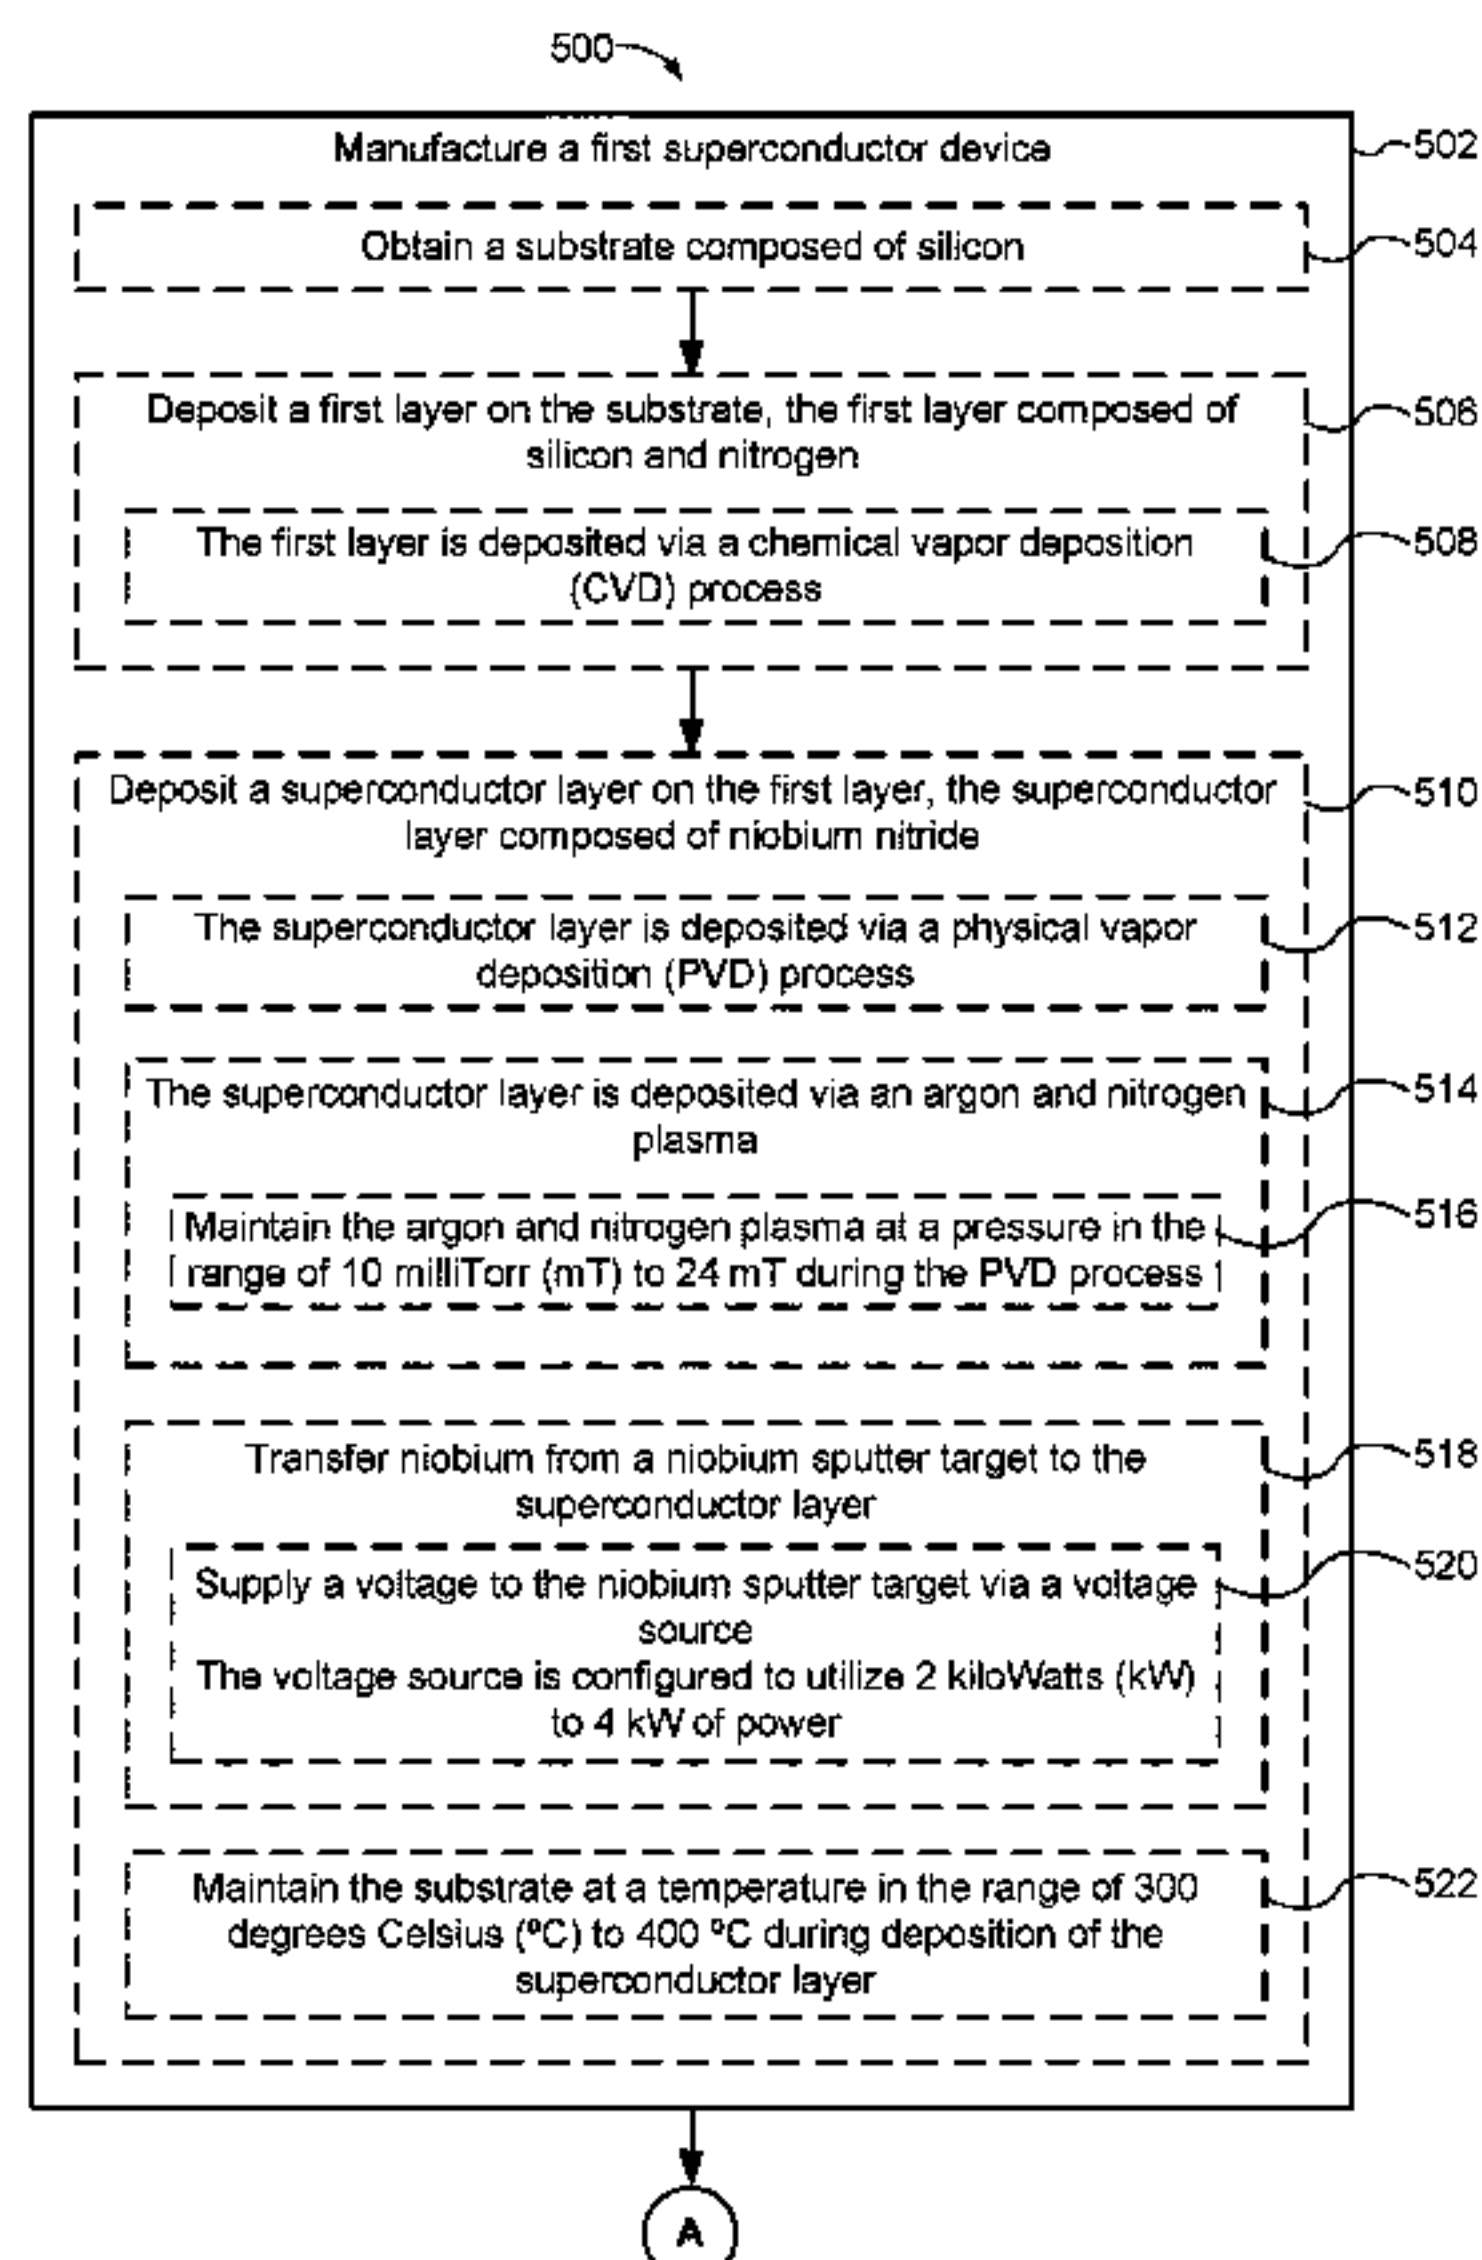 500
Manufacture a first superconductor device
502
Obtain a substrate composed of silicon
504
Deposit a first layer on the substrate, the first layer composed of
silicon and nitrogen
506
The first layer is deposited via a chemical vapor deposition
(CVD) process
508
Deposit a superconductor layer on the first layer, the superconductor
layer composed of niobium nitride
510
The superconductor layer is deposited via a physical vapor
deposition (PVD) process
512
The superconductor layer is deposited via an argon and nitrogen
plasma
514
Maintain the argon and nitrogen plasma at a pressure in the
range of 10 milliTorr (mT) to 24 mT during the PVD process
516
Transfer niobium from a niobium sputter target to the
superconductor layer
518
Supply a voltage to the niobium sputter target via a voltage
source
The voltage source is configured to utilize 2 kiloWatts (kW)
to 4 kW of power
520
Maintain the substrate at a temperature in the range of 300
degrees Celsius (ºC) to 400 ºC during deposition of the
superconductor layer
522
A